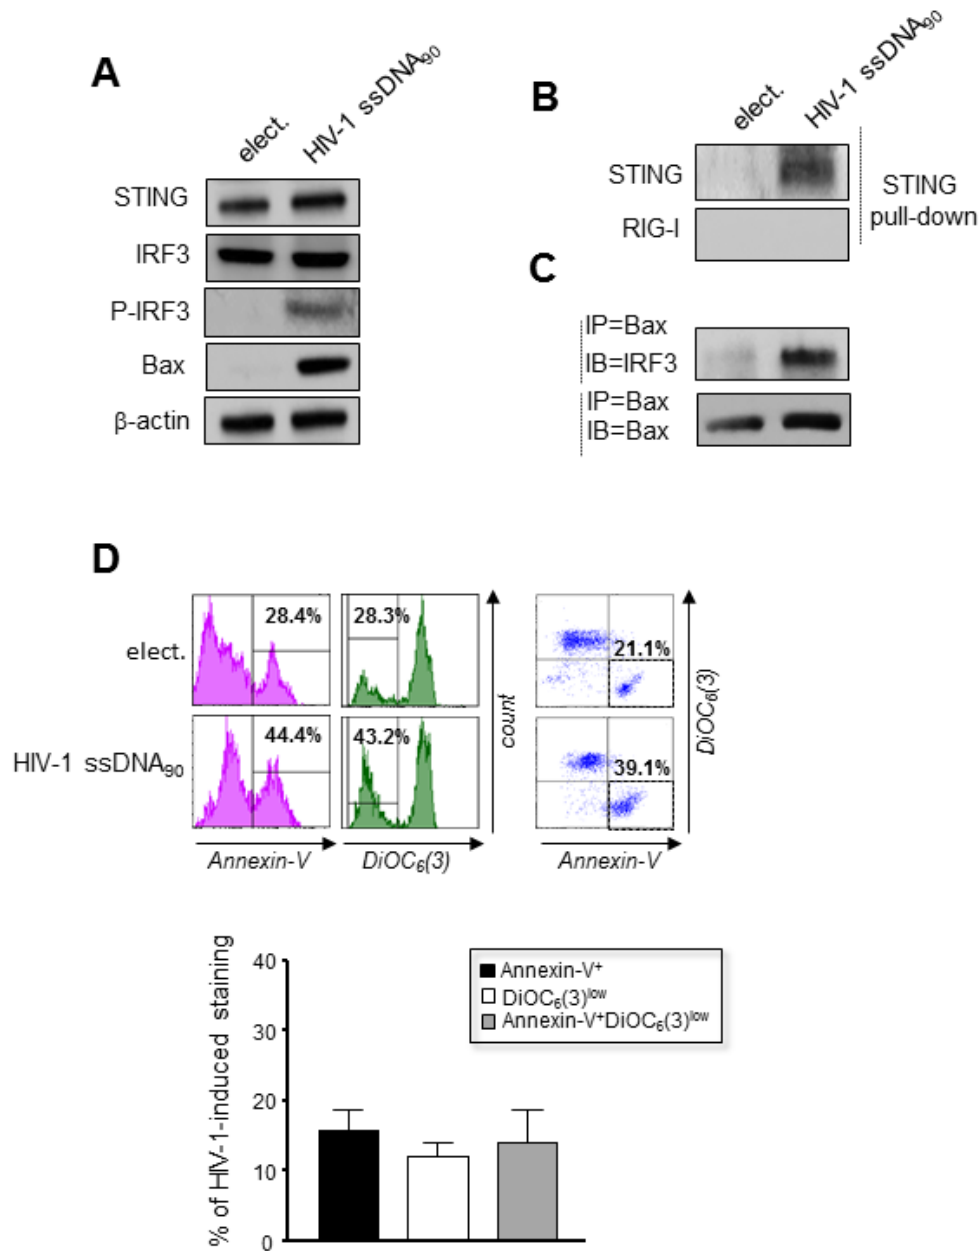 A
elect.
HIV-1 ssDNA₉₀
STING
IRF3
P-IRF3
Bax
β-actin
B
elect.
HIV-1 ssDNA₉₀
STING
RIG-I
STING
pull-down
C
IP=Bax
IB=IRF3
IP=Bax
IB=Bax
D
elect.
28.4%
28.3%
21.1%
HIV-1 ssDNA₉₀
44.4%
43.2%
39.1%
count
DiOC₆(3)
Annexin-V
DiOC₆(3)
Annexin-V
% of HIV-1-induced staining
40
30
20
10
0
Annexin-V⁺
DiOC₆(3)ˡᵒʷ
Annexin-V⁺DiOC₆(3)ˡᵒʷ